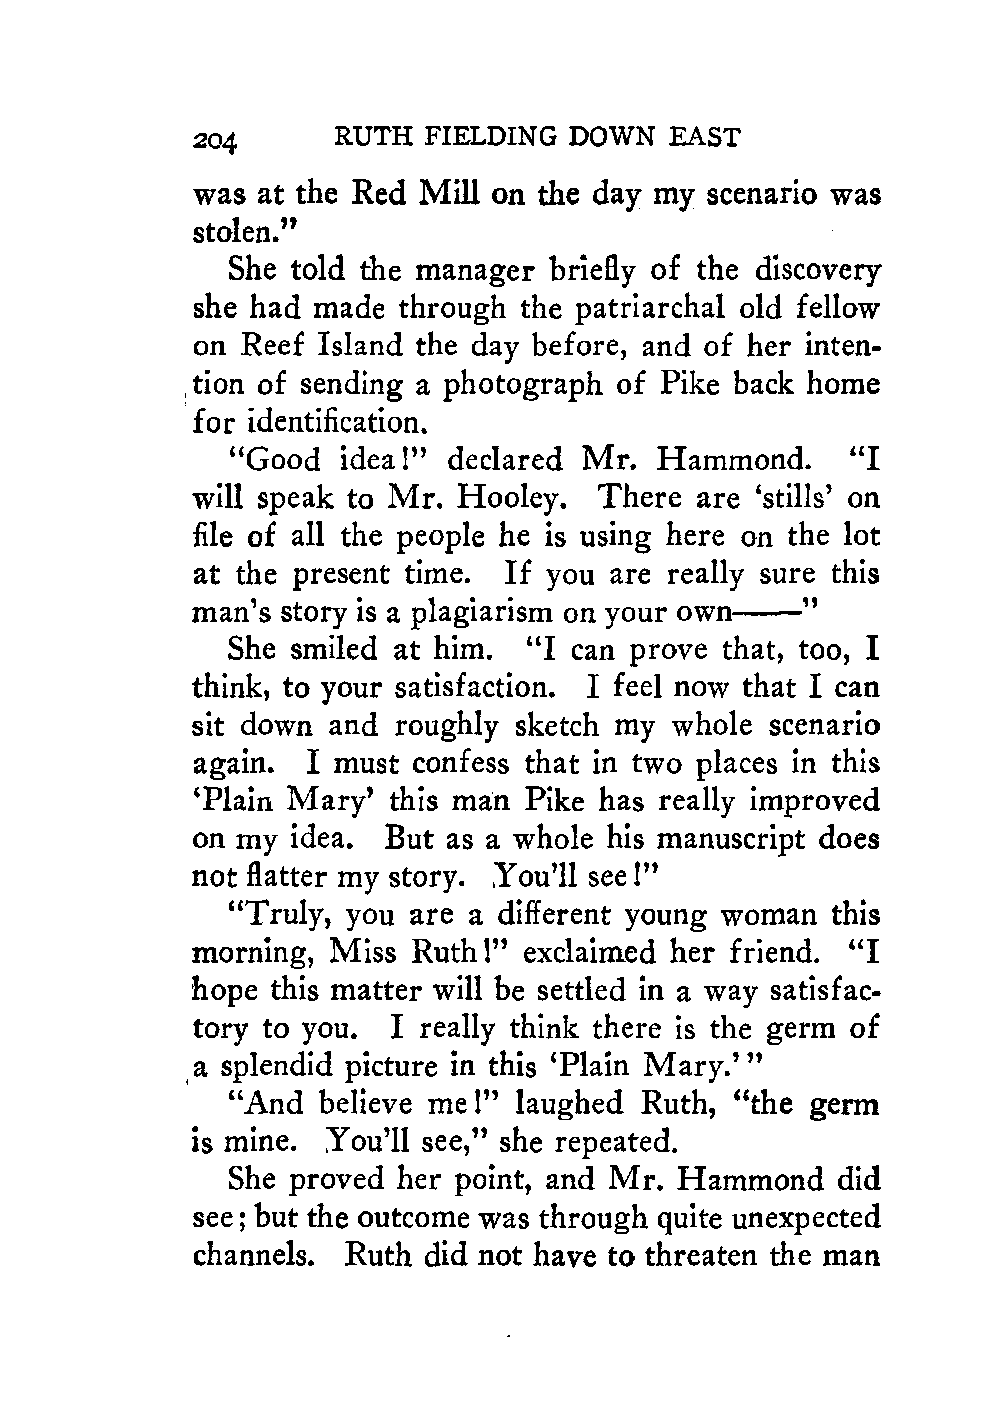 204 RUTH FIELDING DOWN EAST
was at the Red Mill on the day my scenario was
stolen.”
She told the manager briefly of the discovery
she had made through the patriarchal old fellow
on Reef Island the day before, and of her inten-
tion of sending a photograph of Pike back home
for identification.
“Good idea!” declared Mr. Hammond. “I
will speak to Mr. Hooley. There are ‘stills’ on
file of all the people he is using here on the lot
at the present time. If you are really sure this
man’s story is a plagiarism on your own——”
She smiled at him. “I can prove that, too, I
think, to your satisfaction. I feel now that I can
sit down and roughly sketch my whole scenario
again. I must confess that in two places in this
‘Plain Mary’ this man Pike has really improved
on my idea. But as a whole his manuscript does
not flatter my story. You’ll see!”
“Truly, you are a different young woman this
morning, Miss Ruth!” exclaimed her friend. “I
hope this matter will be settled in a way satisfac-
tory to you. I really think there is the germ of
a splendid picture in this ‘Plain Mary.’”
“And believe me!” laughed Ruth, “the germ
is mine. You’ll see,” she repeated.
She proved her point, and Mr. Hammond did
see; but the outcome was through quite unexpected
channels. Ruth did not have to threaten the man